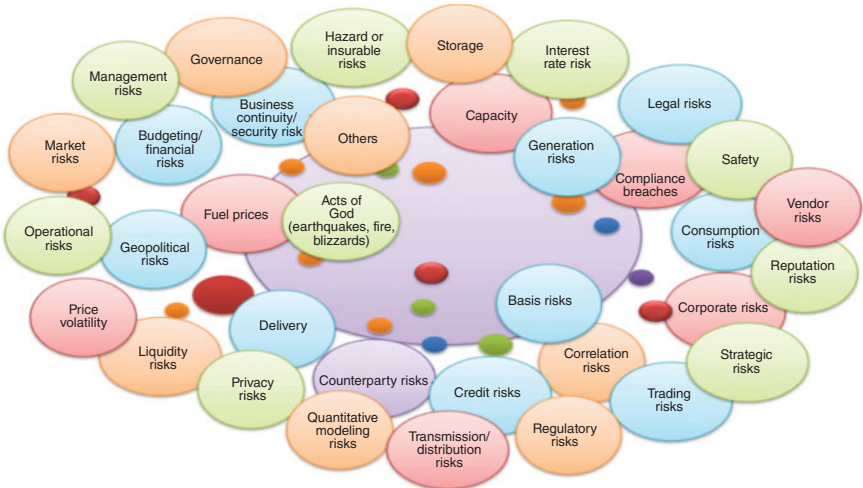 Governance
Hazard or
insurable
risks
Storage
Interest
rate risk
Management
risks
Business
continuity/
security risk
Others
Capacity
Legal risks
Market
risks
Budgeting/
financial
risks
Generation
risks
Compliance
breaches
Safety
Operational
risks
Geopolitical
risks
Fuel prices
Acts of
God
(earthquakes, fire,
blizzards)
Consumption
risks
Vendor
risks
Reputation
risks
Price
volatility
Liquidity
risks
Delivery
Basis risks
Corporate risks
Privacy
risks
Counterparty risks
Credit risks
Correlation
risks
Trading
risks
Strategic
risks
Quantitative
modeling
risks
Transmission/
distribution
risks
Regulatory
risks